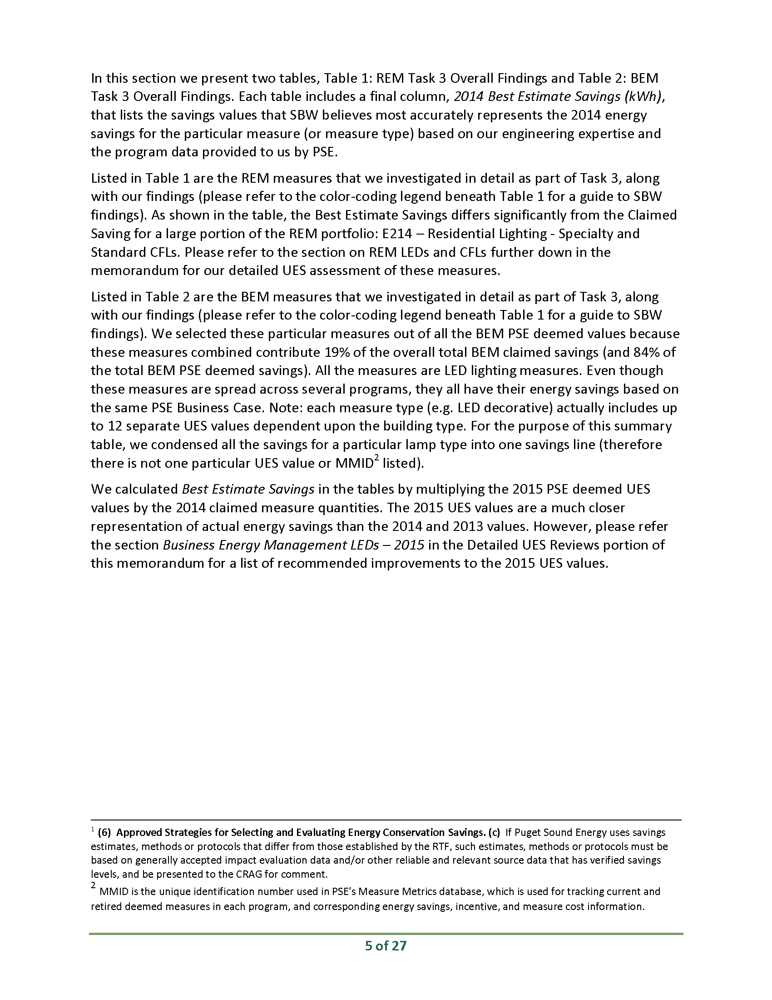 In this section we present two tables, Table 1: REM Task 3 Overall Findings and Table 2: BEM
Task 3 Overall Findings. Each table includes a final column, 2014 Best Estimate Savings (kWh),
that lists the savings values that SBW believes most accurately represents the 2014 energy
savings for the particular measure (or measure type) based on our engineering expertise and
the program data provided to us by PSE.
Listed in Table 1 are the REM measures that we investigated in detail as part of Task 3, along
with our findings (please refer to the color-coding legend beneath Table 1 for a guide to SBW
findings). As shown in the table, the Best Estimate Savings differs significantly from the Claimed
Saving for a large portion of the REM portfolio: E214 – Residential Lighting - Specialty and
Standard CFLs. Please refer to the section on REM LEDs and CFLs further down in the
memorandum for our detailed UES assessment of these measures.
Listed in Table 2 are the BEM measures that we investigated in detail as part of Task 3, along
with our findings (please refer to the color-coding legend beneath Table 1 for a guide to SBW
findings). We selected these particular measures out of all the BEM PSE deemed values because
these measures combined contribute 19% of the overall total BEM claimed savings (and 84% of
the total BEM PSE deemed savings). All the measures are LED lighting measures. Even though
these measures are spread across several programs, they all have their energy savings based on
the same PSE Business Case. Note: each measure type (e.g. LED decorative) actually includes up
to 12 separate UES values dependent upon the building type. For the purpose of this summary
table, we condensed all the savings for a particular lamp type into one savings line (therefore
there is not one particular UES value or MMID2 listed).
We calculated Best Estimate Savings in the tables by multiplying the 2015 PSE deemed UES
values by the 2014 claimed measure quantities. The 2015 UES values are a much closer
representation of actual energy savings than the 2014 and 2013 values. However, please refer
the section Business Energy Management LEDs – 2015 in the Detailed UES Reviews portion of
this memorandum for a list of recommended improvements to the 2015 UES values.
1 (6) Approved Strategies for Selecting and Evaluating Energy Conservation Savings. (c) If Puget Sound Energy uses savings
estimates, methods or protocols that differ from those established by the RTF, such estimates, methods or protocols must be
based on generally accepted impact evaluation data and/or other reliable and relevant source data that has verified savings
levels, and be presented to the CRAG for comment.
2 MMID is the unique identification number used in PSE’s Measure Metrics database, which is used for tracking current and
retired deemed measures in each program, and corresponding energy savings, incentive, and measure cost information.
5 of 27